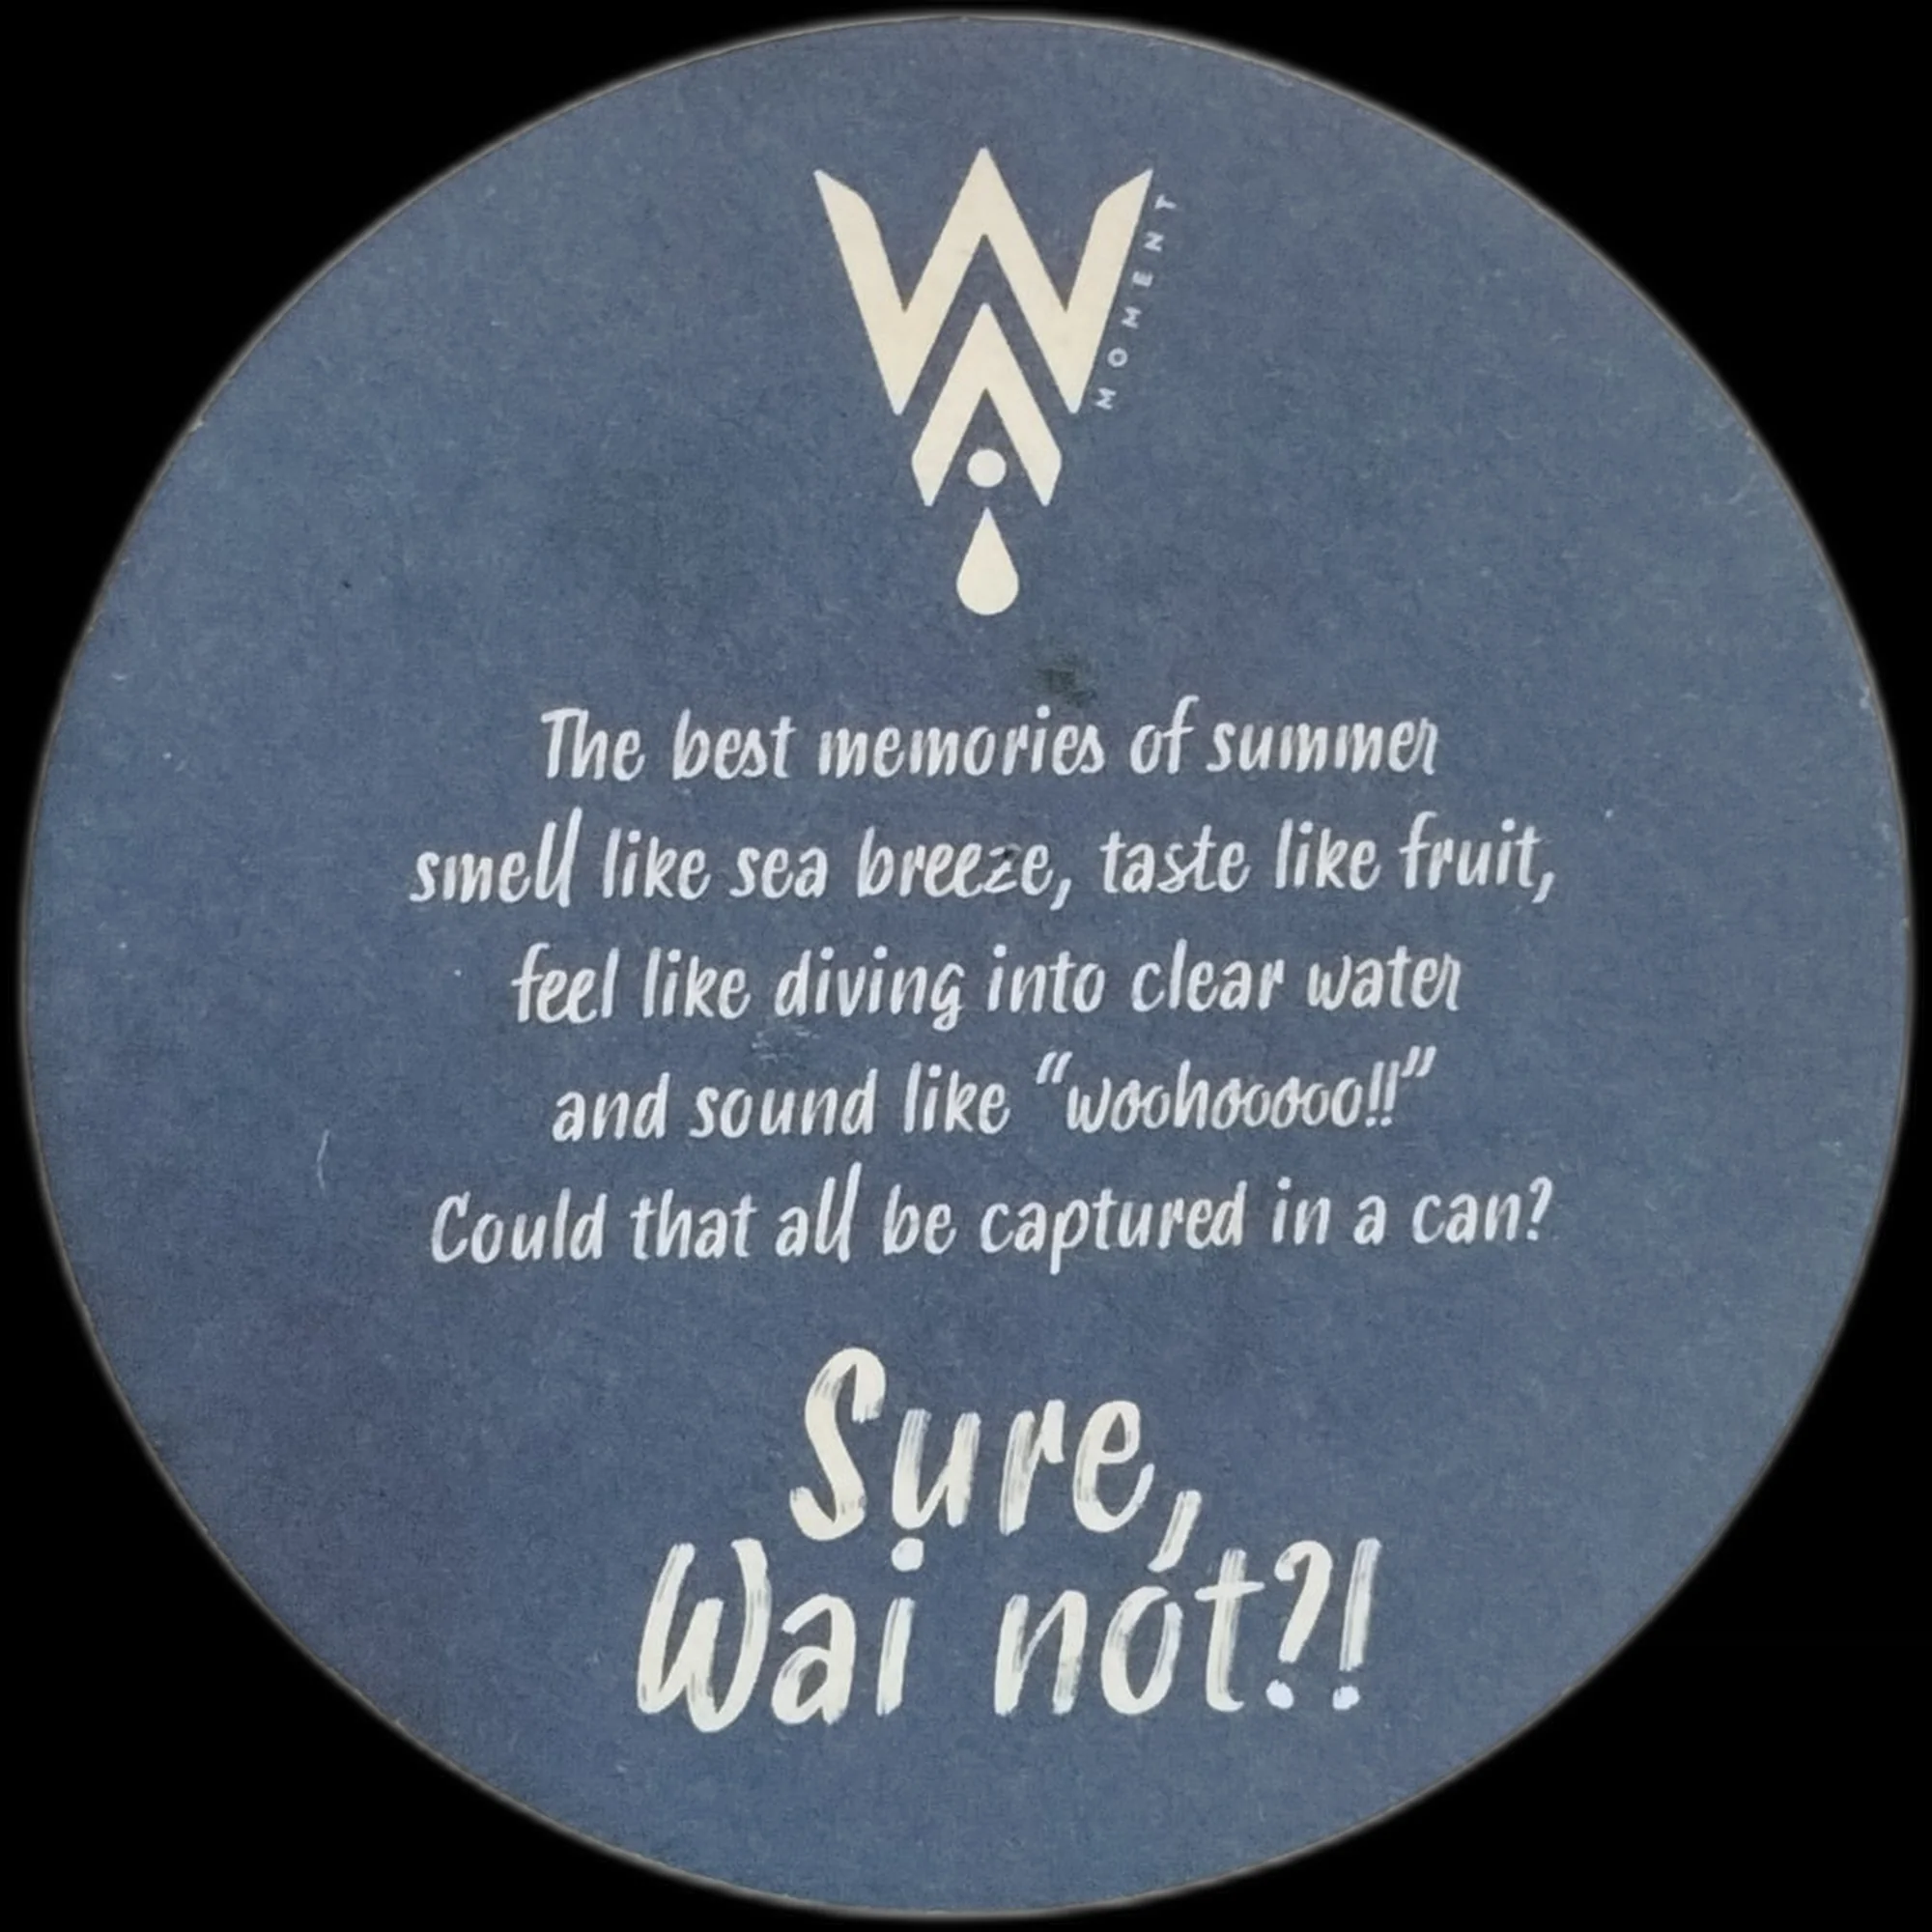 WAi
MOMENT
The best memories of summer
smell like sea breeze, taste like fruit,
feel like diving into clear water
and sound like “woohooooo!!”
Could that all be captured in a can?
Sure,
Wai not?!